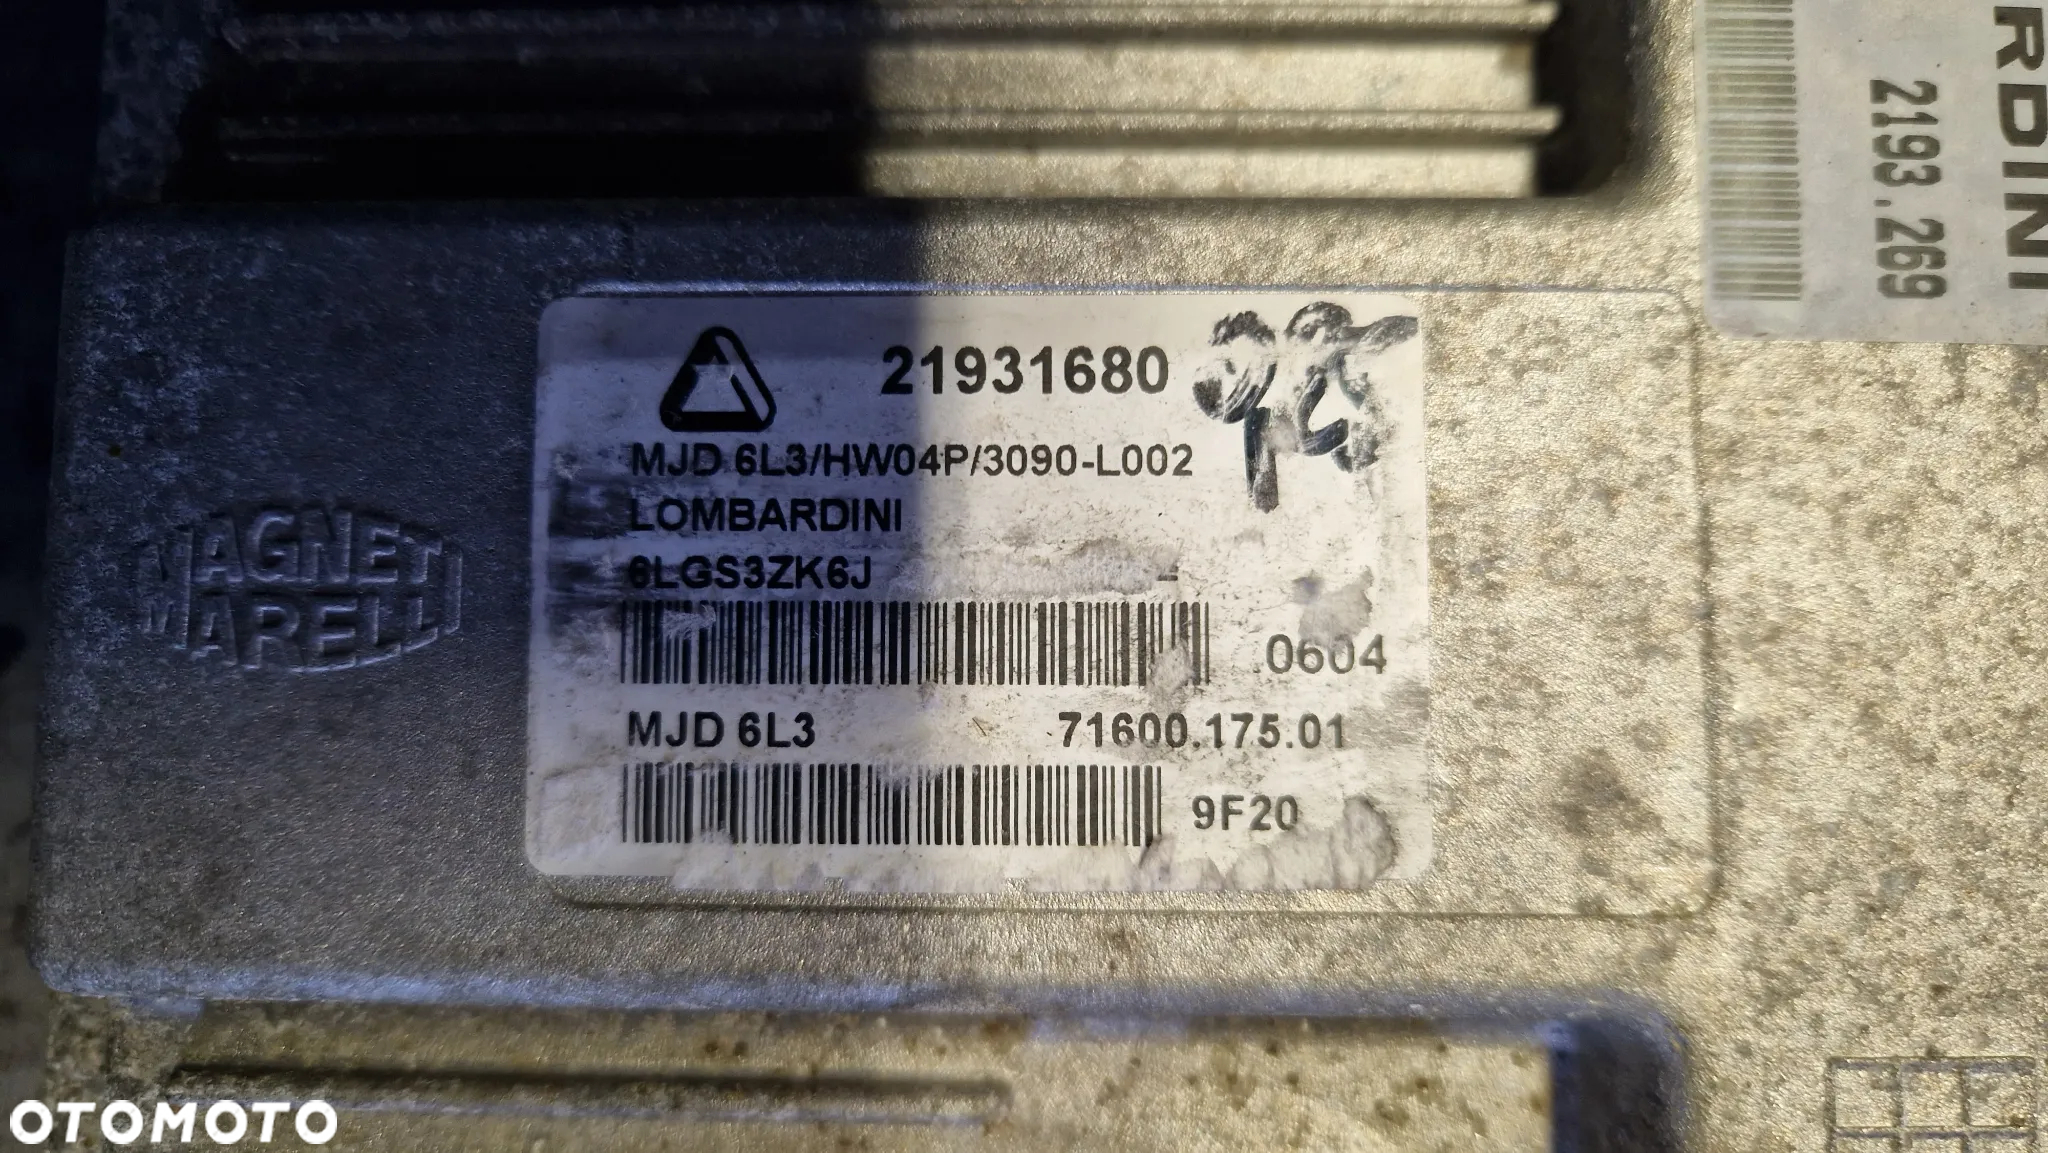 RDINI
2193.269
21931680
MJD 6L3/HW04P/3090-L002
LOMBARDINI
6LGS3ZK6J
MAGNETI
MARELLI
0604
MJD 6L3 71600.175.01
9F20
OTOMOTO